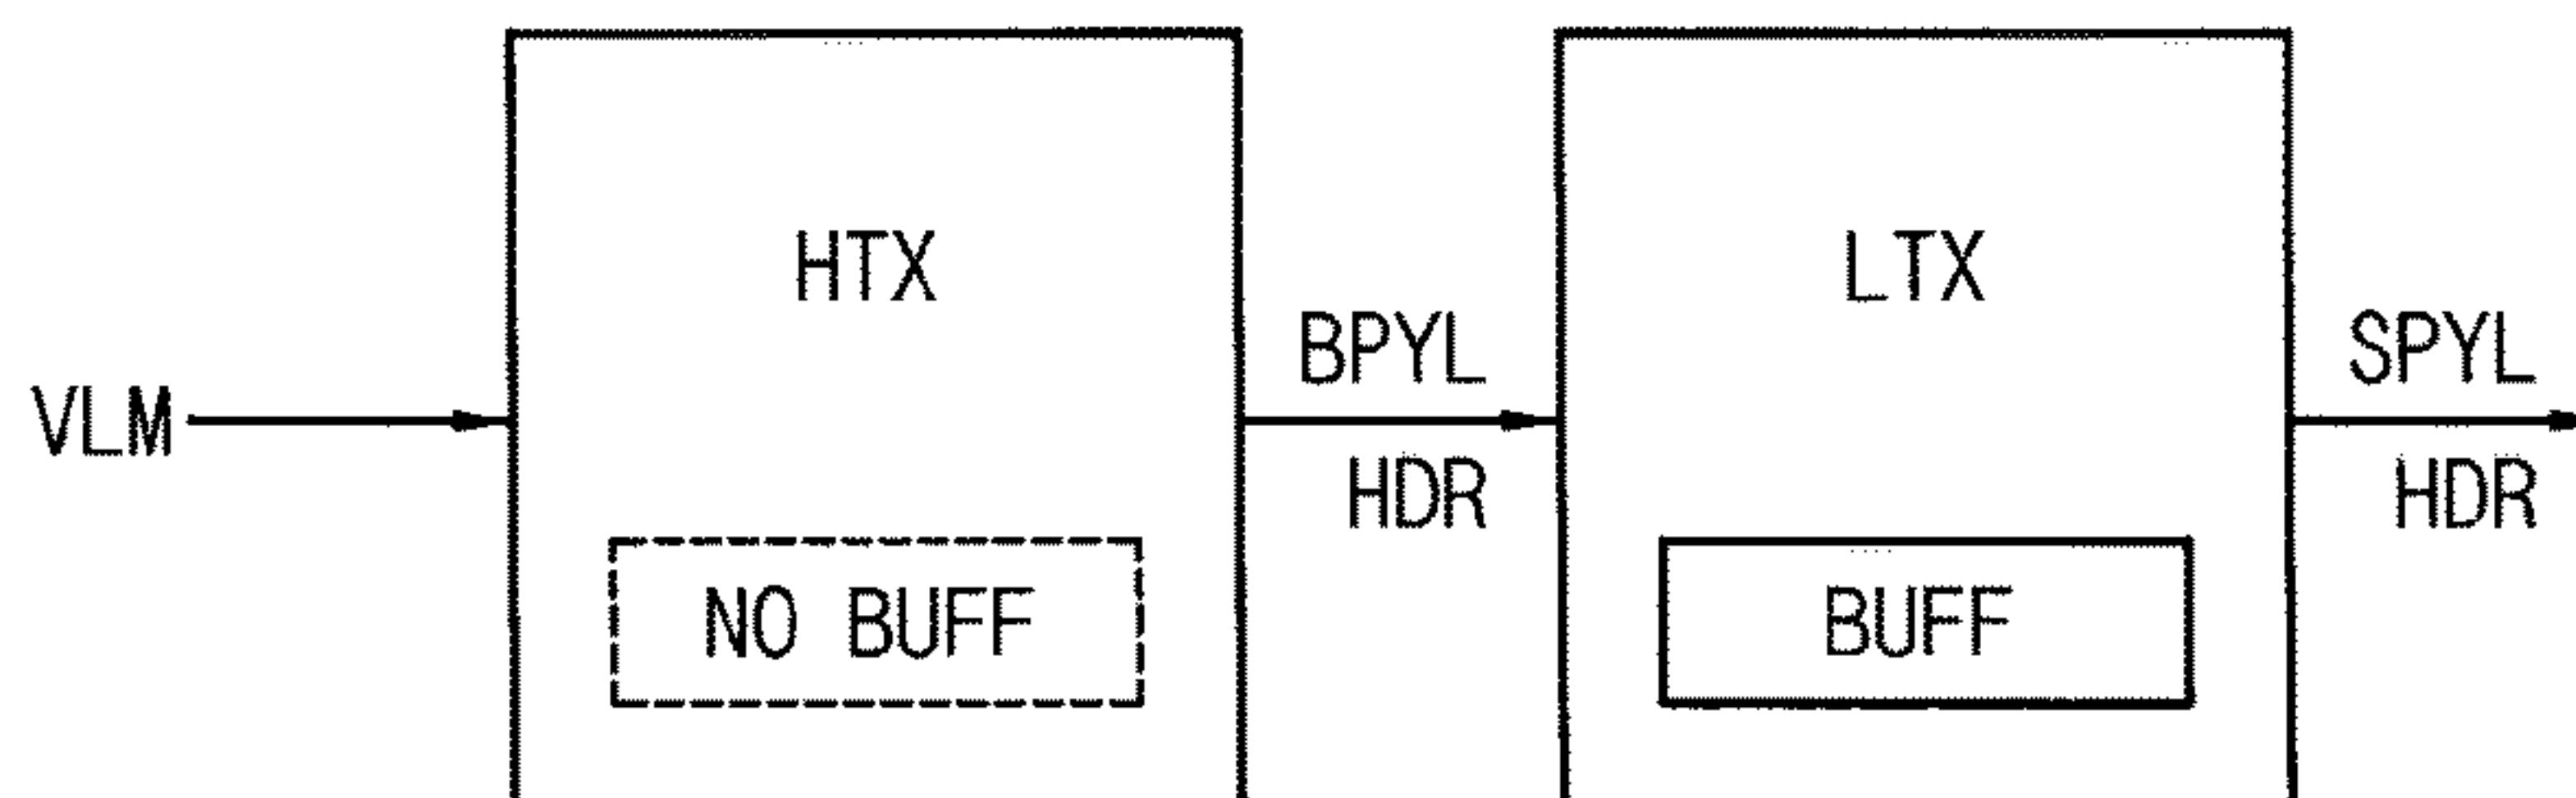 HTX
LTX
BPYL
SPYL
VLM
HDR
HDR
NO BUFF
BUFF